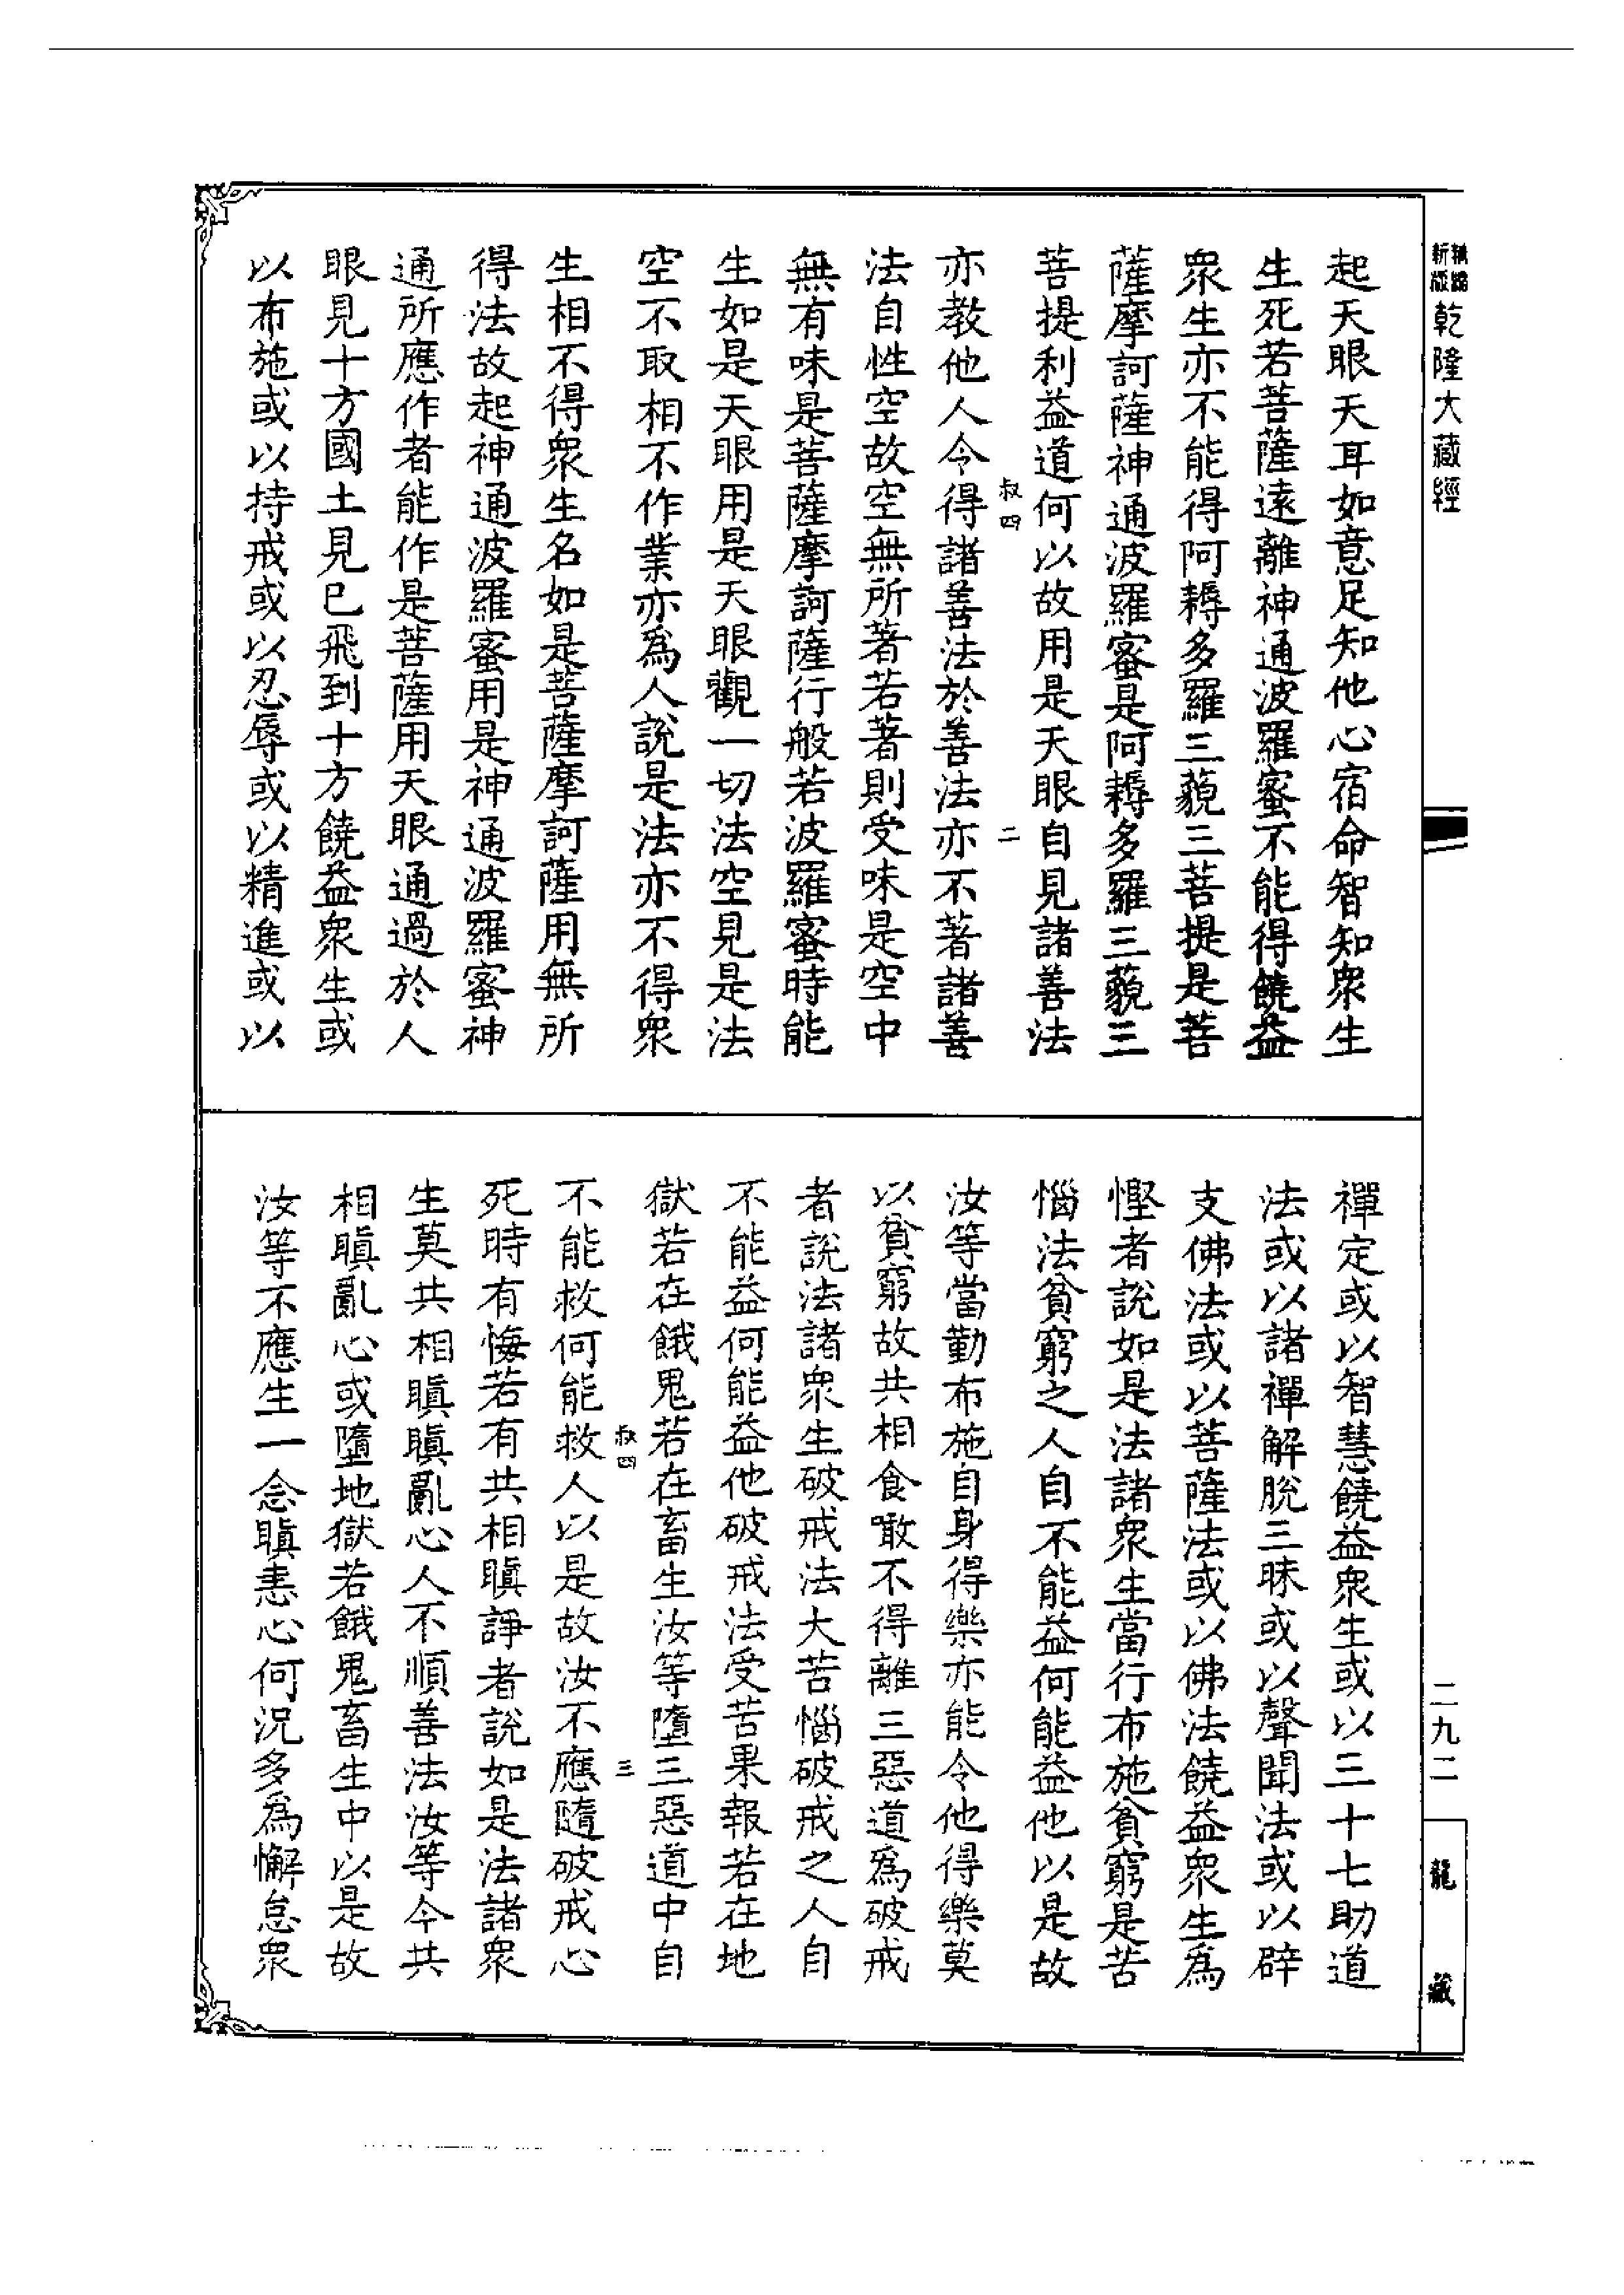 新版
精縮
乾隆大藏經
二九二
龍藏
起天眼天耳如意足知他心宿命智知衆生
生死若菩薩遠離神通波羅蜜不能得饒益
衆生亦不能得阿耨多羅三藐三菩提是菩
薩摩訶薩神通波羅蜜是阿耨多羅三藐三
菩提利益道何以故用是天眼自見諸善法
叔四
二
亦教他人令得諸善法於善法亦不著諸善
法自性空故空無所著若著則受味是空中
無有味是菩薩摩訶薩行般若波羅蜜時能
生如是天眼用是天眼觀一切法空見是法
空不取相不作業亦爲人說是法亦不得衆
生相不得衆生名如是菩薩摩訶薩用無所
得法故起神通波羅蜜用是神通波羅蜜神
通所應作者能作是菩薩用天眼通過於人
眼見十方國土見已飛到十方饒益衆生或
以布施或以持戒或以忍辱或以精進或以
禪定或以智慧饒益衆生或以三十七助道
法或以諸禪解脫三昧或以聲聞法或以辟
支佛法或以菩薩法或以佛法饒益衆生爲
慳者說如是法諸衆生當行布施貧窮是苦
惱法貧窮之人自不能益何能益他以是故
汝等當勤布施自身得樂亦能令他得樂莫
以貧窮故共相食噉不得離三惡道爲破戒
者說法諸衆生破戒法大苦惱破戒之人自
不能益何能益他破戒法受苦果報若在地
獄若在餓鬼若在畜生汝等墮三惡道中自
叔四
三
不能救何能救人以是故汝不應隨破戒心
死時有悔若有共相瞋諍者說如是法諸衆
生莫共相瞋瞋亂心人不順善法汝等今共
相瞋亂心或墮地獄若餓鬼畜生中以是故
汝等不應生一念瞋恚心何況多爲懈怠衆